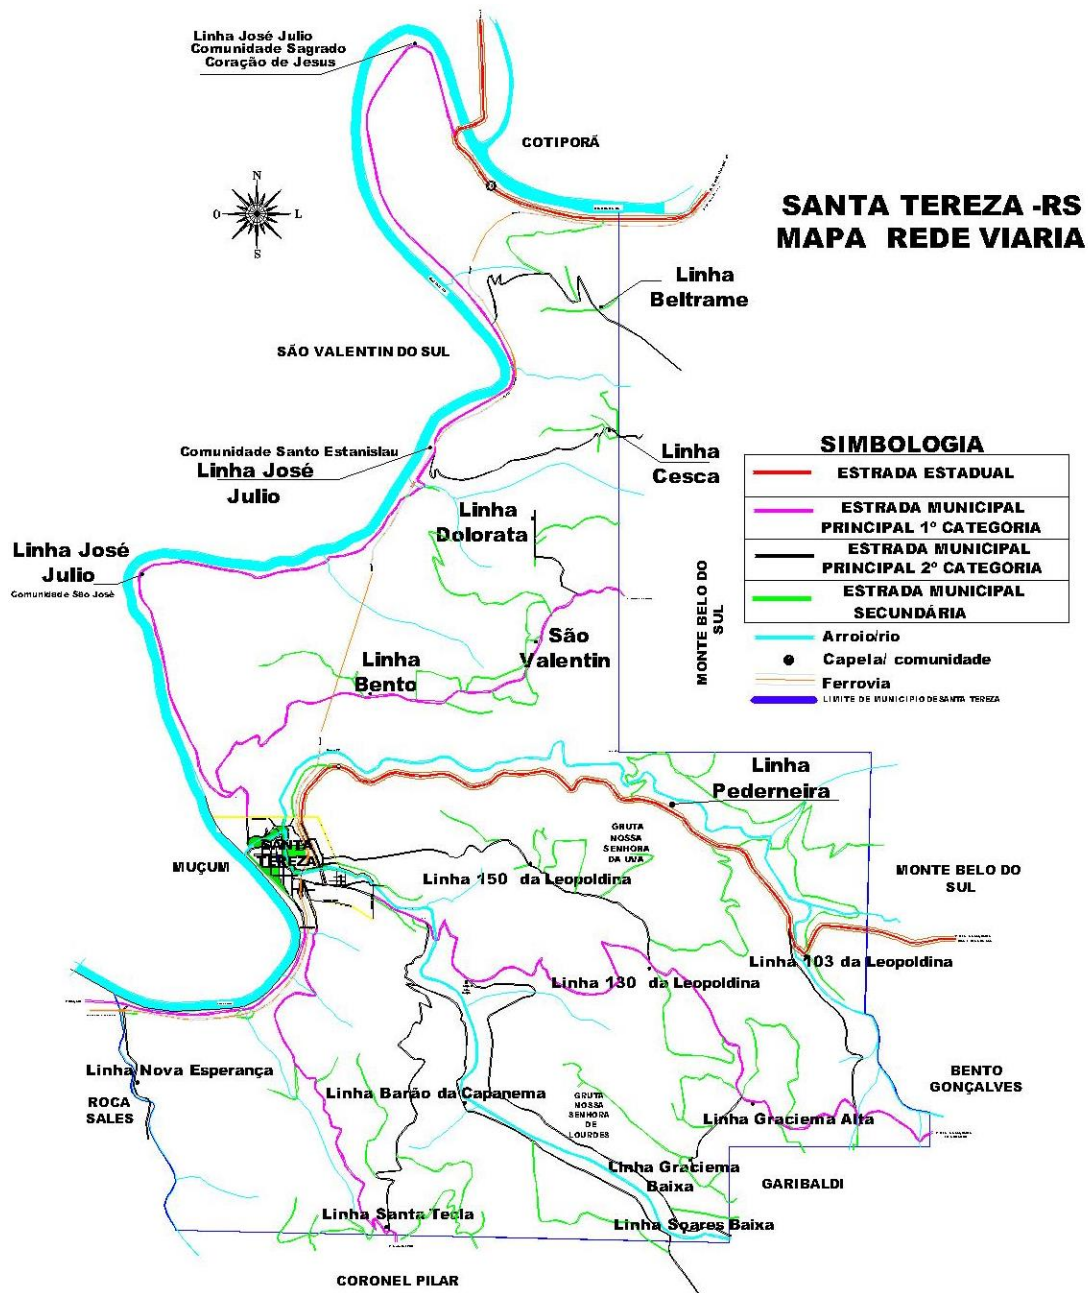 Linha José Julio
Comunidade Sagrado
Coração de Jesus
COTIPORÃ
N
O
L
S
SANTA TEREZA -RS
MAPA REDE VIARIA
Linha
Beltrame
SÃO VALENTIN DO SUL
Comunidade Santo Estanislau
Linha José
Julio
Linha
Cesca
SIMBOLOGIA
ESTRADA ESTADUAL
ESTRADA MUNICIPAL
PRINCIPAL 1º CATEGORIA
ESTRADA MUNICIPAL
PRINCIPAL 2º CATEGORIA
ESTRADA MUNICIPAL
SECUNDÁRIA
Arroio/rio
Capela/ comunidade
Ferrovia
LIMITE DE MUNICIPIO DE SANTA TEREZA
Linha
Dolorata
Linha José
Julio
Comunidade São José
MONTE BELO DO
SUL
São
Valentin
Linha
Bento
Linha
Pederneira
GRUTA
NOSSA
SENHORA
DA UVA
SANTA
TEREZA
MUÇUM
Linha 150 da Leopoldina
MONTE BELO DO
SUL
Linha 103 da Leopoldina
Linha 130 da Leopoldina
Linha Nova Esperança
ROCA
SALES
Linha Barão da Capanema
GRUTA
NOSSA
SENHORA
DE
LOURDES
BENTO
GONÇALVES
Linha Graciema Alta
Linha Graciema
Baixa
GARIBALDI
Linha Santa Tecla
Linha Soares Baixa
CORONEL PILAR